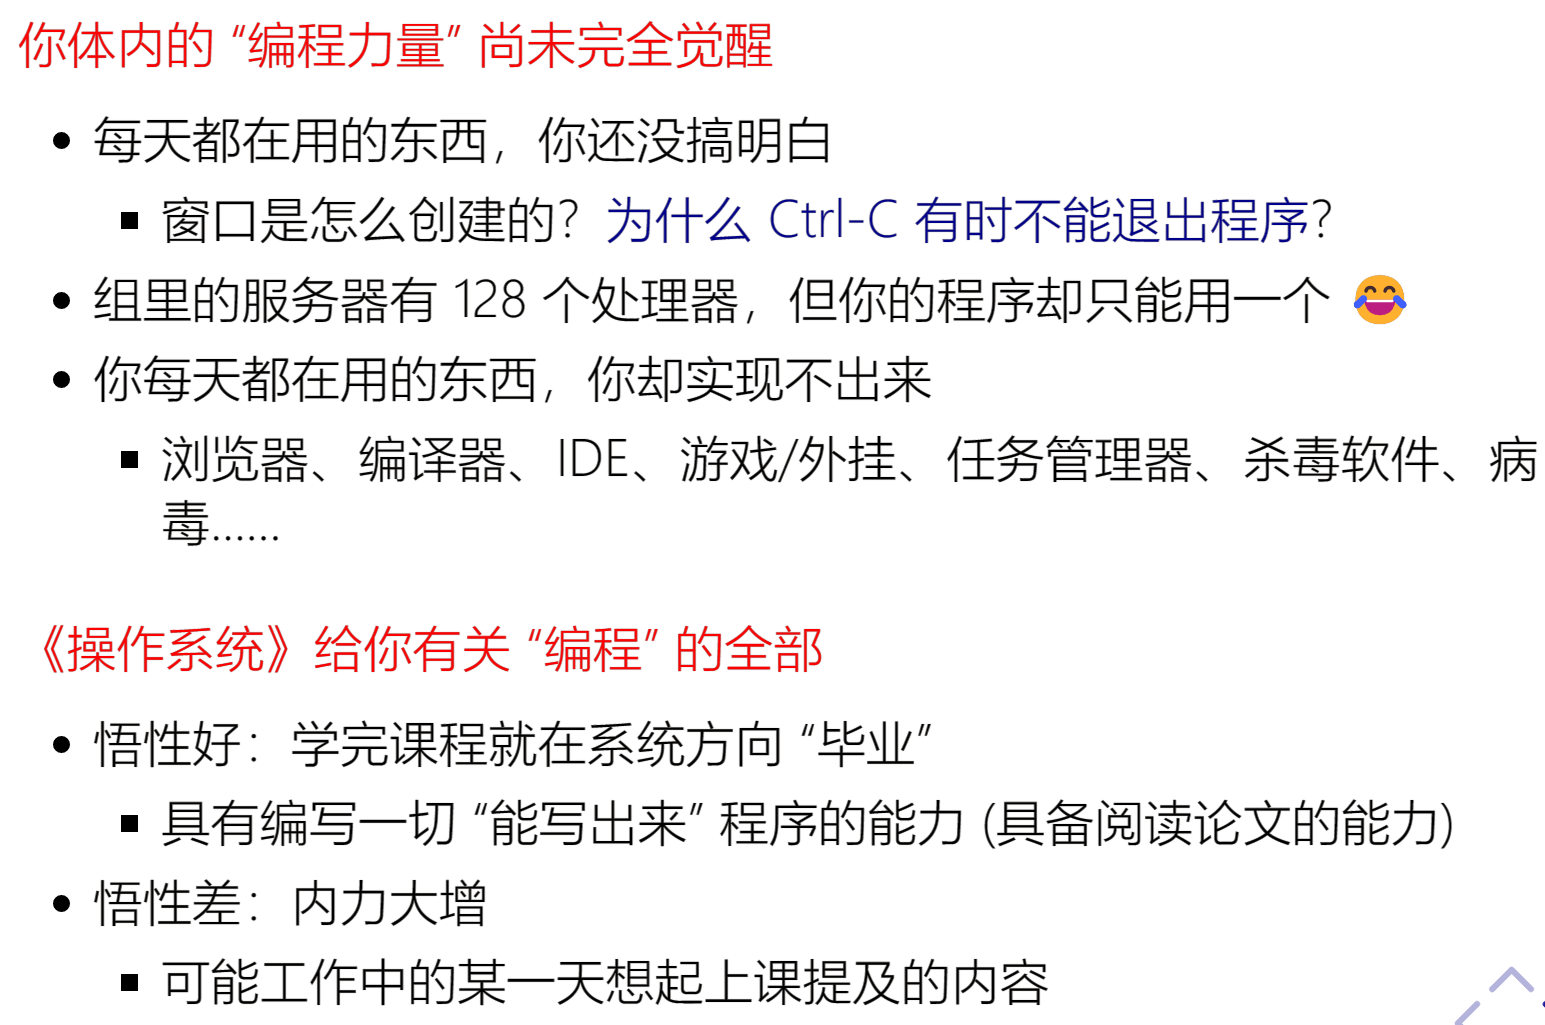 你体内的 “编程力量” 尚未完全觉醒
每天都在用的东西，你还没搞明白
窗口是怎么创建的？为什么 Ctrl-C 有时不能退出程序？
组里的服务器有 128 个处理器，但你的程序却只能用一个 😂
你每天都在用的东西，你却实现不出来
浏览器、编译器、IDE、游戏/外挂、任务管理器、杀毒软件、病
毒……
《操作系统》给你有关 “编程” 的全部
悟性好：学完课程就在系统方向 “毕业”
具有编写一切 “能写出来” 程序的能力 (具备阅读论文的能力)
悟性差：内力大增
可能工作中的某一天想起上课提及的内容